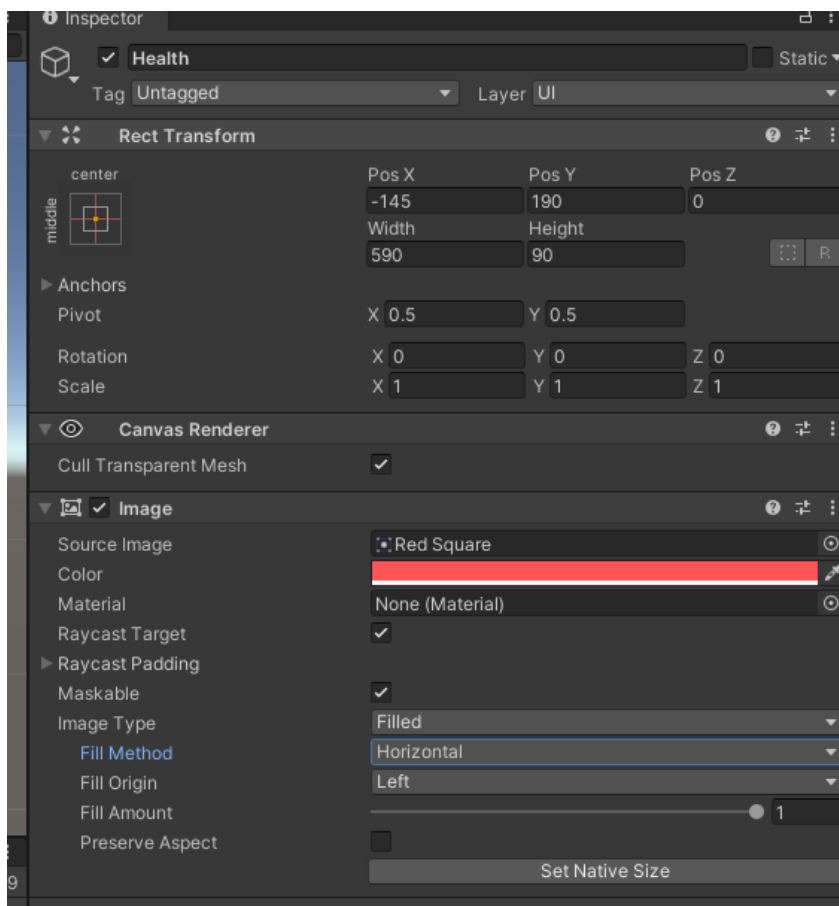 Inspector
Health
Static
Tag Untagged Layer UI
Rect Transform
center Pos X Pos Y Pos Z
middle
-145 190 0
Width Height
590 90 R
Anchors
Pivot X 0.5 Y 0.5
Rotation X 0 Y 0 Z 0
Scale X 1 Y 1 Z 1
Canvas Renderer
Cull Transparent Mesh
Image
Source Image Red Square
Color
Material None (Material)
Raycast Target
Raycast Padding
Maskable
Image Type Filled
Fill Method Horizontal
Fill Origin Left
Fill Amount 1
Preserve Aspect
Set Native Size
9